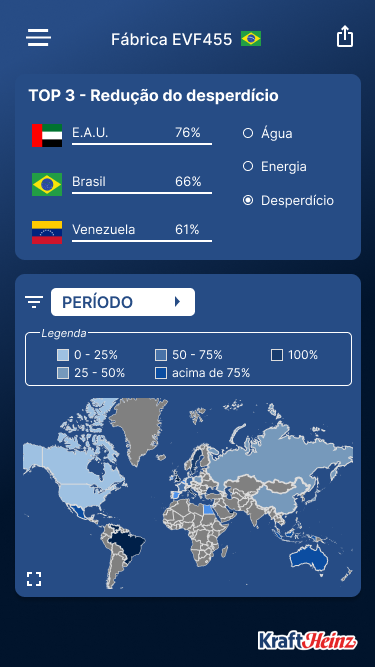 Fábrica EVF455
TOP 3 - Redução do desperdício
E.A.U. 76%
Água
Energia
Brasil 66%
Desperdício
Venezuela 61%
PERÍODO
Legenda
0 - 25% 50 - 75% 100%
25 - 50% acima de 75%
KraftHeinz